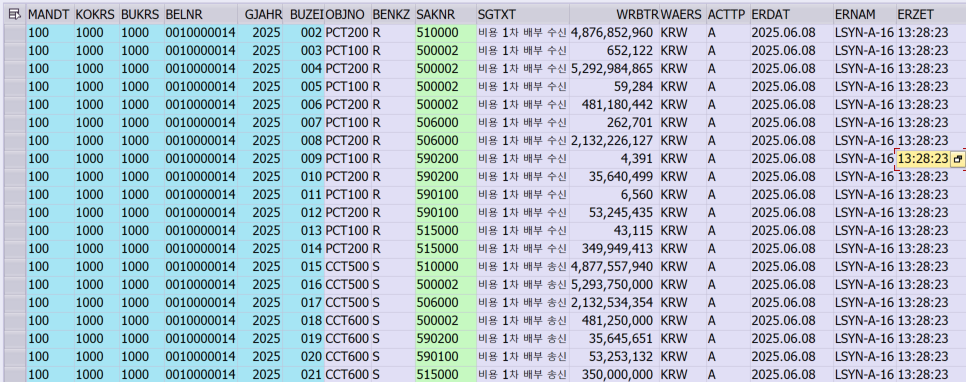 MANDT KOKRS BUKRS BELNR GJAHR BUZEI OBJNO BENKZ SAKNR SGTXT WRBTR WAERS ACTTP ERDAT ERNAM ERZET
100 1000 1000 0010000014 2025 002 PCT200 R 510000 비용 1차 배부 수신 4,876,852,960 KRW A 2025.06.08 LSYN-A-16 13:28:23
100 1000 1000 0010000014 2025 003 PCT100 R 500002 비용 1차 배부 수신 652,122 KRW A 2025.06.08 LSYN-A-16 13:28:23
100 1000 1000 0010000014 2025 004 PCT200 R 500002 비용 1차 배부 수신 5,292,984,865 KRW A 2025.06.08 LSYN-A-16 13:28:23
100 1000 1000 0010000014 2025 005 PCT100 R 500002 비용 1차 배부 수신 59,284 KRW A 2025.06.08 LSYN-A-16 13:28:23
100 1000 1000 0010000014 2025 006 PCT200 R 500002 비용 1차 배부 수신 481,180,442 KRW A 2025.06.08 LSYN-A-16 13:28:23
100 1000 1000 0010000014 2025 007 PCT100 R 506000 비용 1차 배부 수신 262,701 KRW A 2025.06.08 LSYN-A-16 13:28:23
100 1000 1000 0010000014 2025 008 PCT200 R 506000 비용 1차 배부 수신 2,132,226,127 KRW A 2025.06.08 LSYN-A-16 13:28:23
100 1000 1000 0010000014 2025 009 PCT100 R 590200 비용 1차 배부 수신 4,391 KRW A 2025.06.08 LSYN-A-16 13:28:23
100 1000 1000 0010000014 2025 010 PCT200 R 590200 비용 1차 배부 수신 35,640,499 KRW A 2025.06.08 LSYN-A-16 13:28:23
100 1000 1000 0010000014 2025 011 PCT100 R 590100 비용 1차 배부 수신 6,560 KRW A 2025.06.08 LSYN-A-16 13:28:23
100 1000 1000 0010000014 2025 012 PCT200 R 590100 비용 1차 배부 수신 53,245,435 KRW A 2025.06.08 LSYN-A-16 13:28:23
100 1000 1000 0010000014 2025 013 PCT100 R 515000 비용 1차 배부 수신 43,115 KRW A 2025.06.08 LSYN-A-16 13:28:23
100 1000 1000 0010000014 2025 014 PCT200 R 515000 비용 1차 배부 수신 349,949,413 KRW A 2025.06.08 LSYN-A-16 13:28:23
100 1000 1000 0010000014 2025 015 CCT500 S 510000 비용 1차 배부 송신 4,877,557,940 KRW A 2025.06.08 LSYN-A-16 13:28:23
100 1000 1000 0010000014 2025 016 CCT500 S 500002 비용 1차 배부 송신 5,293,750,000 KRW A 2025.06.08 LSYN-A-16 13:28:23
100 1000 1000 0010000014 2025 017 CCT500 S 506000 비용 1차 배부 송신 2,132,534,354 KRW A 2025.06.08 LSYN-A-16 13:28:23
100 1000 1000 0010000014 2025 018 CCT600 S 500002 비용 1차 배부 송신 481,250,000 KRW A 2025.06.08 LSYN-A-16 13:28:23
100 1000 1000 0010000014 2025 019 CCT600 S 590200 비용 1차 배부 송신 35,645,651 KRW A 2025.06.08 LSYN-A-16 13:28:23
100 1000 1000 0010000014 2025 020 CCT600 S 590100 비용 1차 배부 송신 53,253,132 KRW A 2025.06.08 LSYN-A-16 13:28:23
100 1000 1000 0010000014 2025 021 CCT600 S 515000 비용 1차 배부 송신 350,000,000 KRW A 2025.06.08 LSYN-A-16 13:28:23